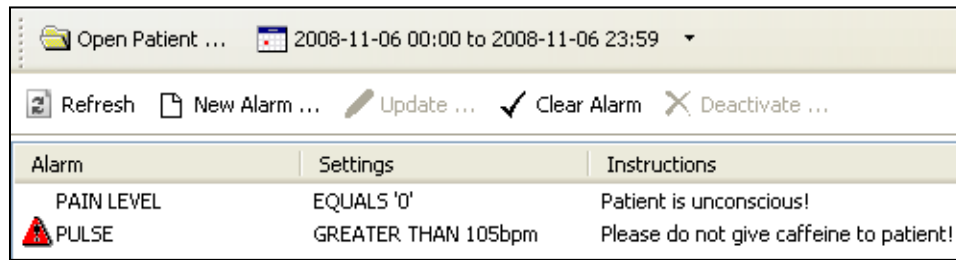 Open Patient ... 2008-11-06 00:00 to 2008-11-06 23:59
Refresh New Alarm ... Update ... Clear Alarm Deactivate ...
Alarm Settings Instructions
PAIN LEVEL EQUALS '0' Patient is unconscious!
PULSE GREATER THAN 105bpm Please do not give caffeine to patient!